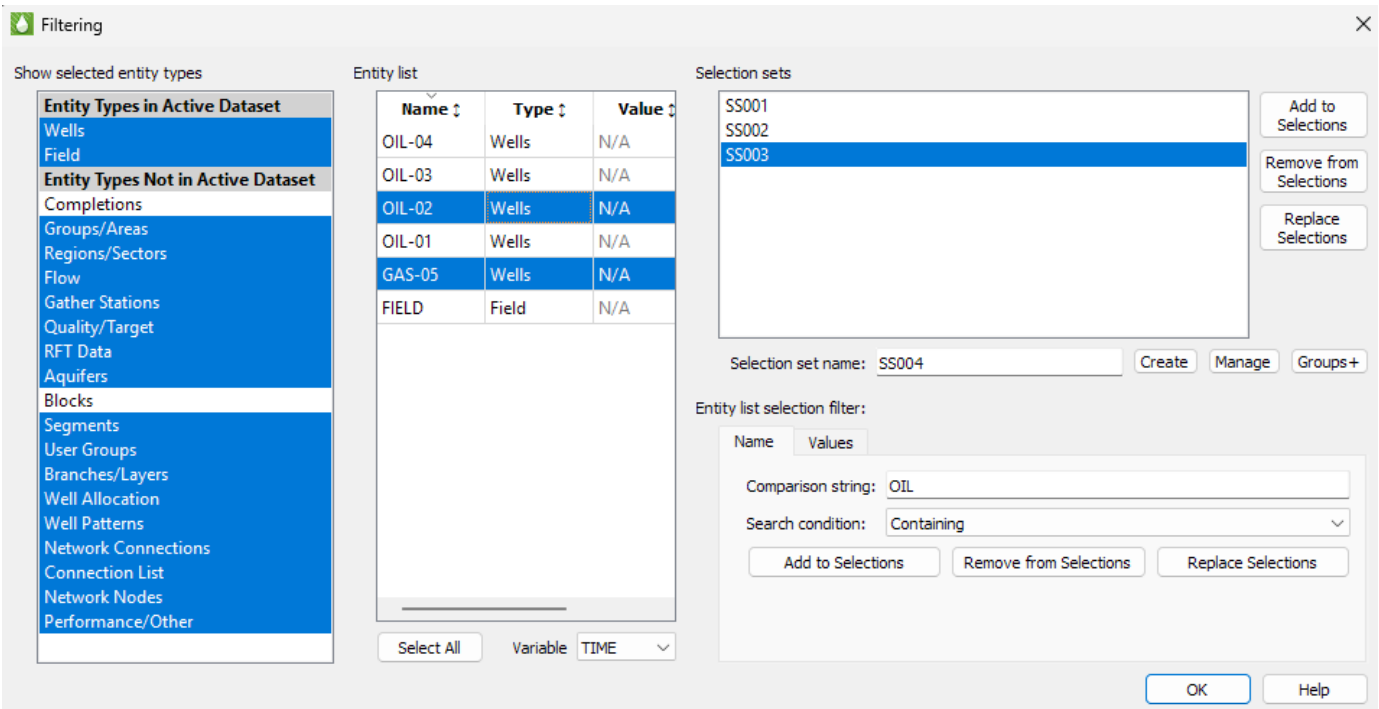 Filtering
Show selected entity types
Entity Types in Active Dataset
Wells
Field
Entity Types Not in Active Dataset
Completions
Groups/Areas
Regions/Sectors
Flow
Gather Stations
Quality/Target
RFT Data
Aquifers
Blocks
Segments
User Groups
Branches/Layers
Well Allocation
Well Patterns
Network Connections
Connection List
Network Nodes
Performance/Other
Entity list
Name Type Value
OIL-04 Wells N/A
OIL-03 Wells N/A
OIL-02 Wells N/A
OIL-01 Wells N/A
GAS-05 Wells N/A
FIELD Field N/A
Select All Variable TIME
Selection sets
SS001
SS002
SS003
Add to
Selections
Remove from
Selections
Replace
Selections
Selection set name: SS004 Create Manage Groups+
Entity list selection filter:
Name Values
Comparison string: OIL
Search condition: Containing
Add to Selections Remove from Selections Replace Selections
OK Help